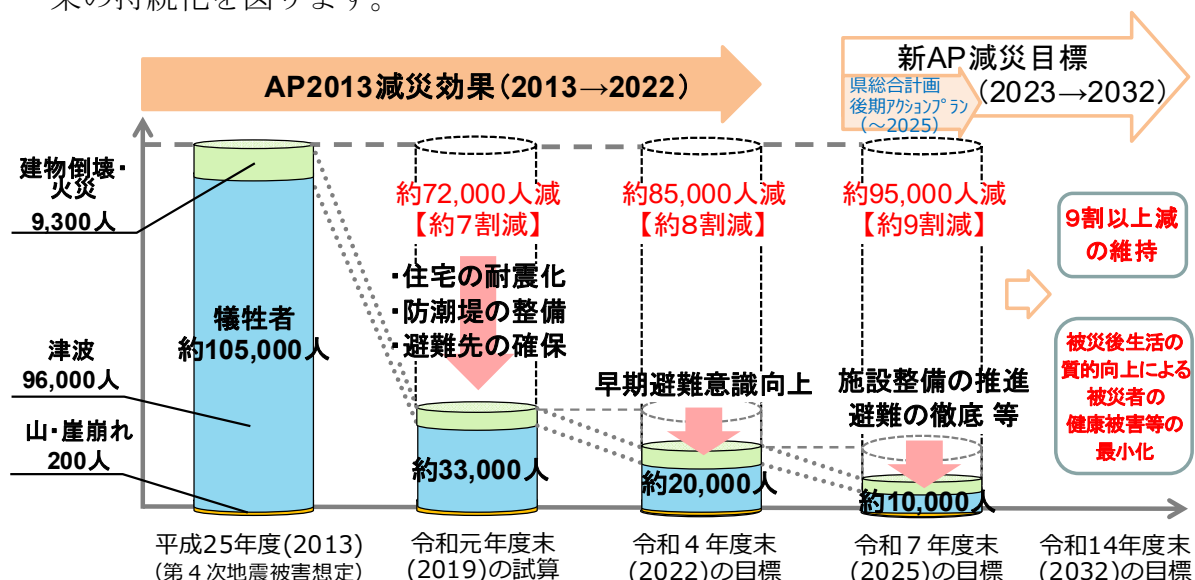 果の持続化を図ります。
AP2013減災効果(2013→2022)
新AP減災目標
(2023→2032)
県総合計画
後期アクションプラン
(～2025)
建物倒壊・
火災
9,300人
津波
96,000人
山・崖崩れ
200人
犠牲者
約105,000人
約72,000人減
【約7割減】
・住宅の耐震化
・防潮堤の整備
・避難先の確保
約33,000人
約85,000人減
【約8割減】
早期避難意識向上
約20,000人
約95,000人減
【約9割減】
施設整備の推進
避難の徹底 等
約10,000人
9割以上減
の維持
被災後生活の
質的向上による
被災者の
健康被害等の
最小化
平成25年度(2013)
(第４次地震被害想定)
令和元年度末
(2019)の試算
令和４年度末
(2022)の目標
令和７年度末
(2025)の目標
令和14年度末
(2032)の目標